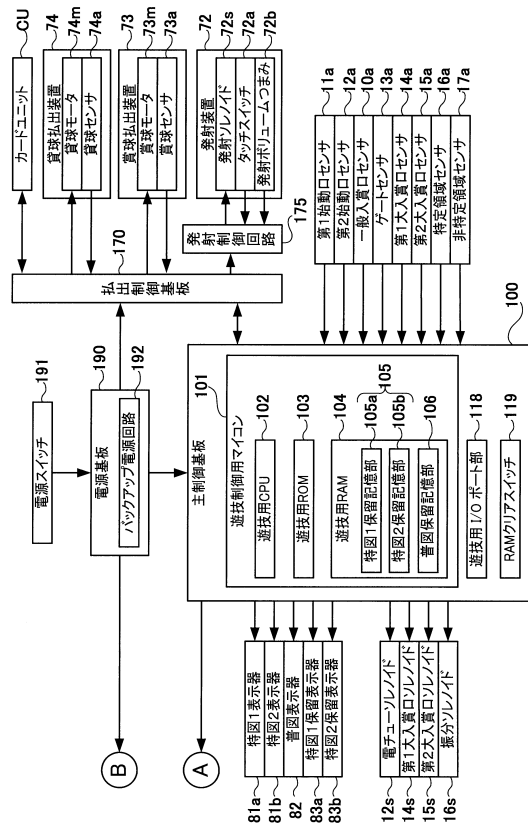 電源スイッチ
191
190
電源基板
192
バックアップ電源回路
B
A
カードユニット
CU
貸球払出装置
74
貸球モータ
74m
貸球センサ
74a
賞球払出装置
73
賞球モータ
73m
賞球センサ
73a
発射装置
72
発射ソレノイド
72s
タッチスイッチ
72a
発射ボリュームつまみ
72b
170
払出制御基板
発射制御回路
175
主制御基板
100
101
遊技制御用マイコン
遊技用CPU
102
遊技用ROM
103
遊技用RAM
104
特図1保留記憶部
105a
特図2保留記憶部
105b
105
普図保留記憶部
106
遊技用I/Oポート部
118
RAMクリアスイッチ
119
第1始動口センサ
11a
第2始動口センサ
12a
一般入賞口センサ
10a
ゲートセンサ
13a
第1大入賞口センサ
14a
第2大入賞口センサ
15a
特定領域センサ
16a
非特定領域センサ
17a
81a
特図1表示器
81b
特図2表示器
82
普図表示器
83a
特図1保留表示器
83b
特図2保留表示器
12s
電チューソレノイド
14s
第1大入賞口ソレノイド
15s
第2大入賞口ソレノイド
16s
振分ソレノイド